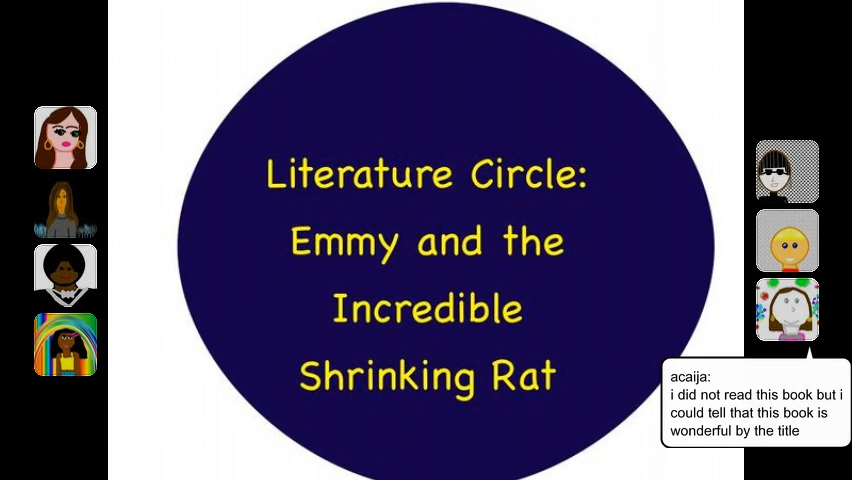 Literature Circle:
Emmy and the
Incredible
Shrinking Rat
acaija:
i did not read this book but i
could tell that this book is
wonderful by the title